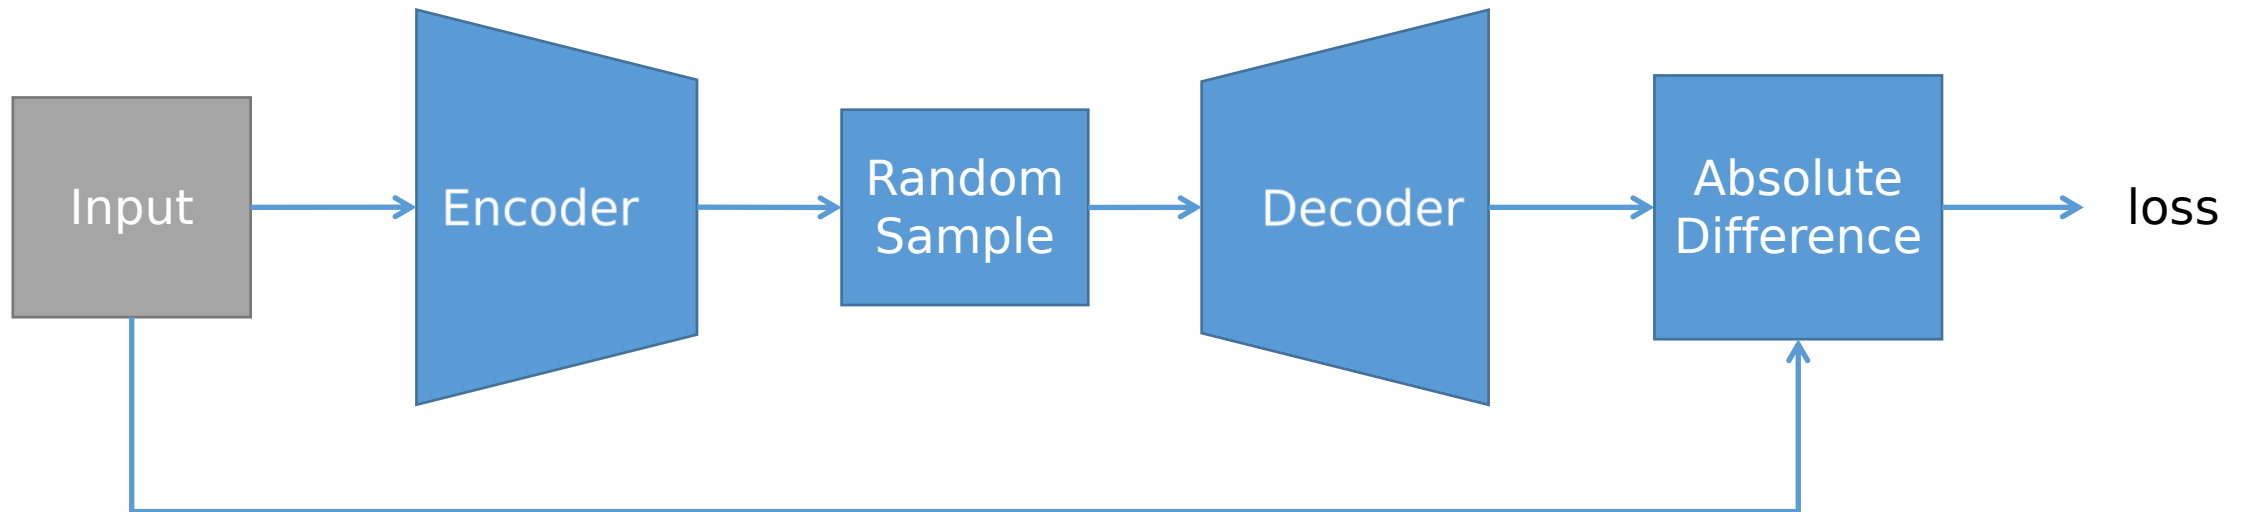 Input
Encoder
Random
Sample
Decoder
Absolute
Difference
loss